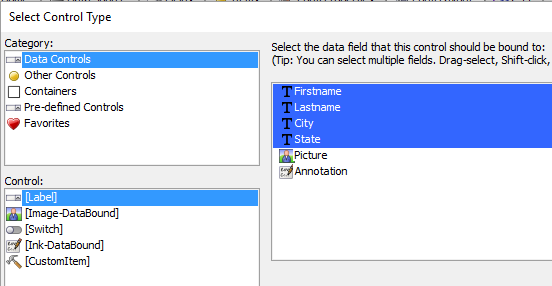 Select Control Type
Category:
Data Controls
Other Controls
Containers
Pre-defined Controls
Favorites
Control:
[Label]
[Image-DataBound]
[Switch]
[Ink-DataBound]
[CustomItem]
Select the data field that this control should be bound to:
(Tip: You can select multiple fields. Drag-select, Shift-click,
Firstname
Lastname
City
State
Picture
Annotation